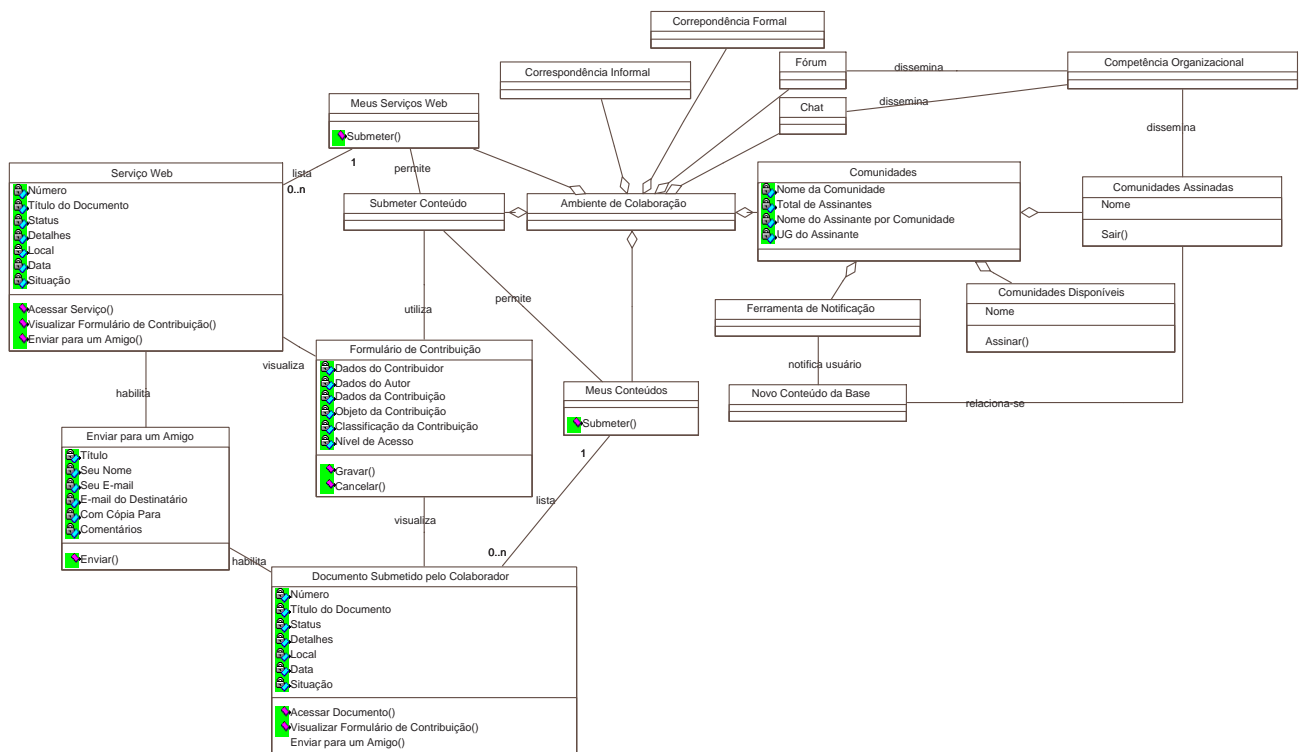 Correpondência Formal
Correspondência Informal
Fórum
dissemina
Competência Organizacional
Chat
dissemina
dissemina
Meus Serviços Web
Submeter()
1
lista
0..n
permite
Serviço Web
Número
Título do Documento
Status
Detalhes
Local
Data
Situação
Acessar Serviço()
Visualizar Formulário de Contribuição()
Enviar para um Amigo()
Submeter Conteúdo
Ambiente de Colaboração
Comunidades
Nome da Comunidade
Total de Assinantes
Nome do Assinante por Comunidade
UG do Assinante
Comunidades Assinadas
Nome
Sair()
Comunidades Disponíveis
Nome
Assinar()
Ferramenta de Notificação
notifica usuário
Novo Conteúdo da Base
relaciona-se
utiliza
permite
visualiza
Formulário de Contribuição
Dados do Contribuidor
Dados do Autor
Dados da Contribuição
Objeto da Contribuição
Classificação da Contribuição
Nível de Acesso
Gravar()
Cancelar()
Meus Conteúdos
Submeter()
1
lista
0..n
habilita
Enviar para um Amigo
Título
Seu Nome
Seu E-mail
E-mail do Destinatário
Com Cópia Para
Comentários
Enviar()
visualiza
habilita
Documento Submetido pelo Colaborador
Número
Título do Documento
Status
Detalhes
Local
Data
Situação
Acessar Documento()
Visualizar Formulário de Contribuição()
Enviar para um Amigo()